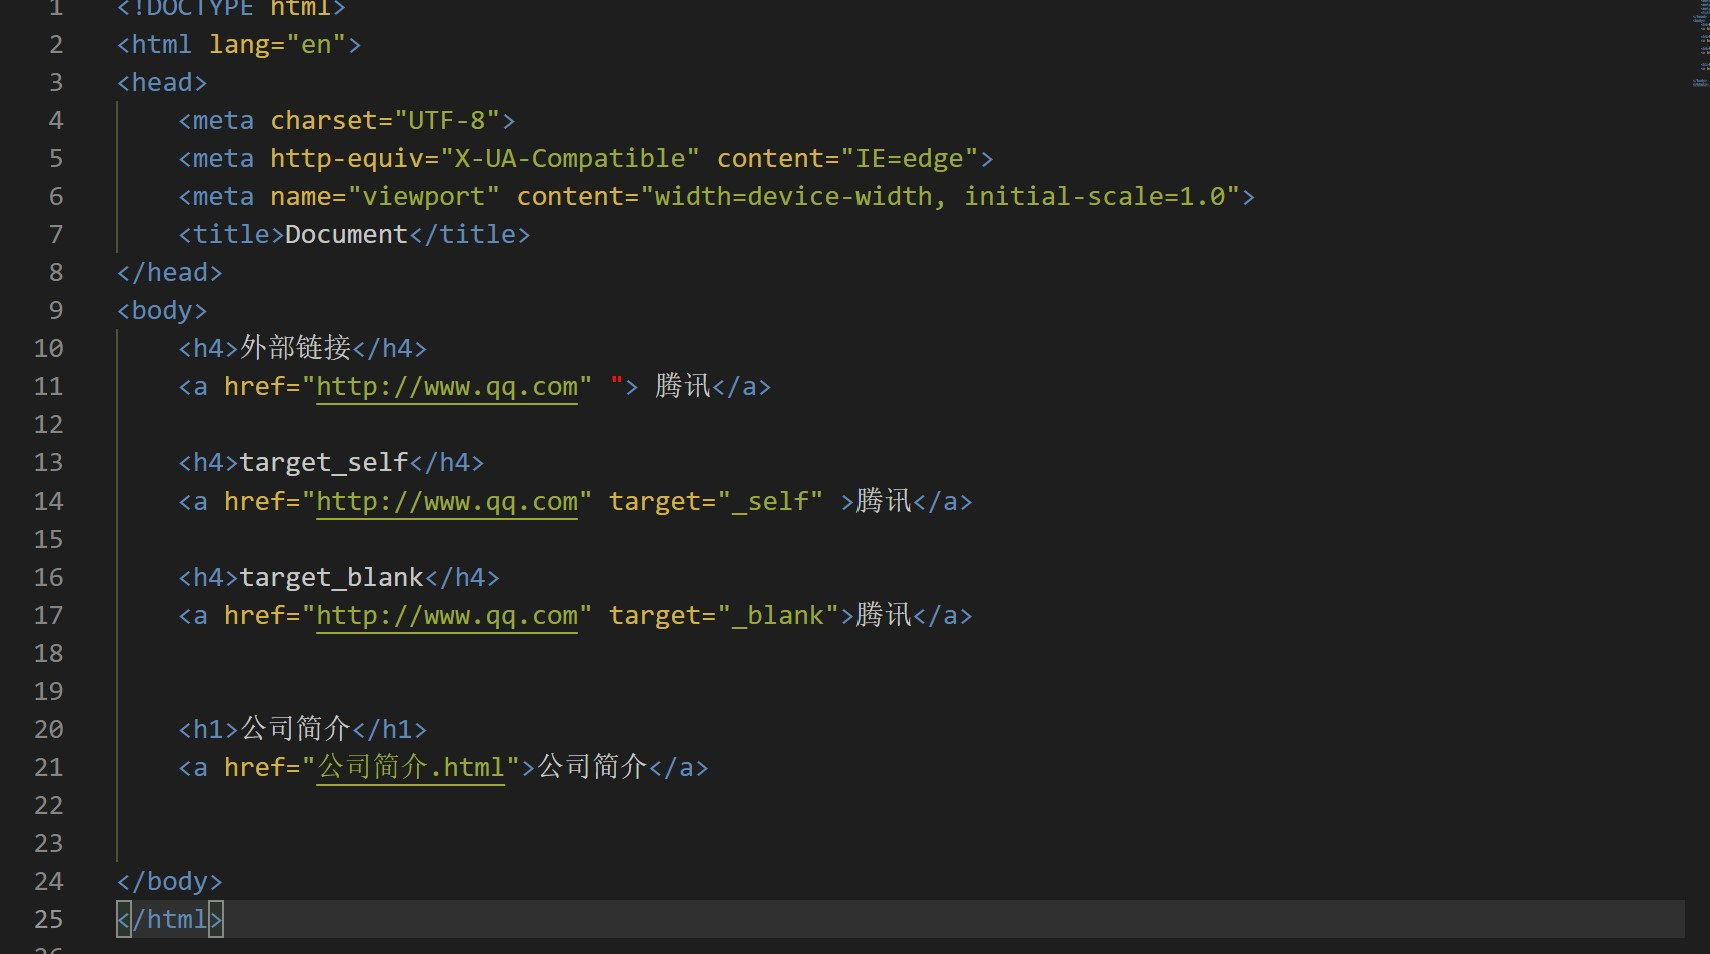 1 <!DOCTYPE html>
2 <html lang="en">
3 <head>
4     <meta charset="UTF-8">
5     <meta http-equiv="X-UA-Compatible" content="IE=edge">
6     <meta name="viewport" content="width=device-width, initial-scale=1.0">
7     <title>Document</title>
8 </head>
9 <body>
10     <h4>外部链接</h4>
11     <a href="http://www.qq.com" "> 腾讯</a>
12
13     <h4>target_self</h4>
14     <a href="http://www.qq.com" target="_self" >腾讯</a>
15
16     <h4>target_blank</h4>
17     <a href="http://www.qq.com" target="_blank">腾讯</a>
18
19
20     <h1>公司简介</h1>
21     <a href="公司简介.html">公司简介</a>
22
23
24 </body>
25 </html>